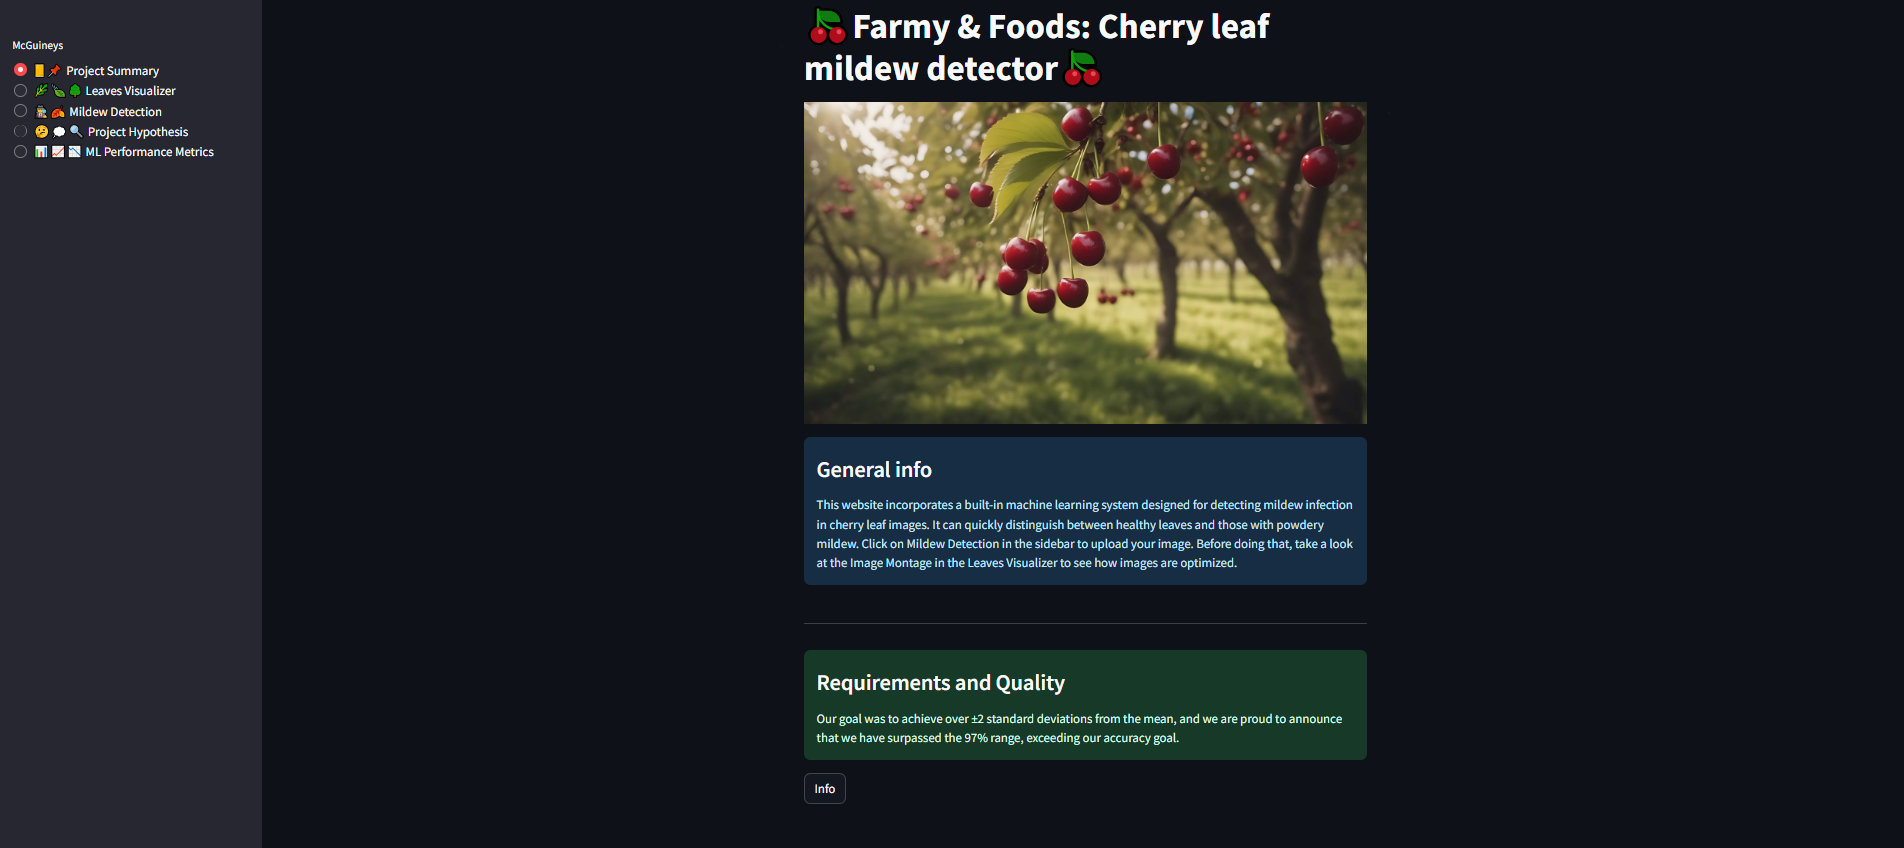 McGuineys
Project Summary
Leaves Visualizer
Mildew Detection
Project Hypothesis
ML Performance Metrics
Farmy & Foods: Cherry leaf
mildew detector
General info
This website incorporates a built-in machine learning system designed for detecting mildew infection
in cherry leaf images. It can quickly distinguish between healthy leaves and those with powdery
mildew. Click on Mildew Detection in the sidebar to upload your image. Before doing that, take a look
at the Image Montage in the Leaves Visualizer to see how images are optimized.
Requirements and Quality
Our goal was to achieve over ±2 standard deviations from the mean, and we are proud to announce
that we have surpassed the 97% range, exceeding our accuracy goal.
Info